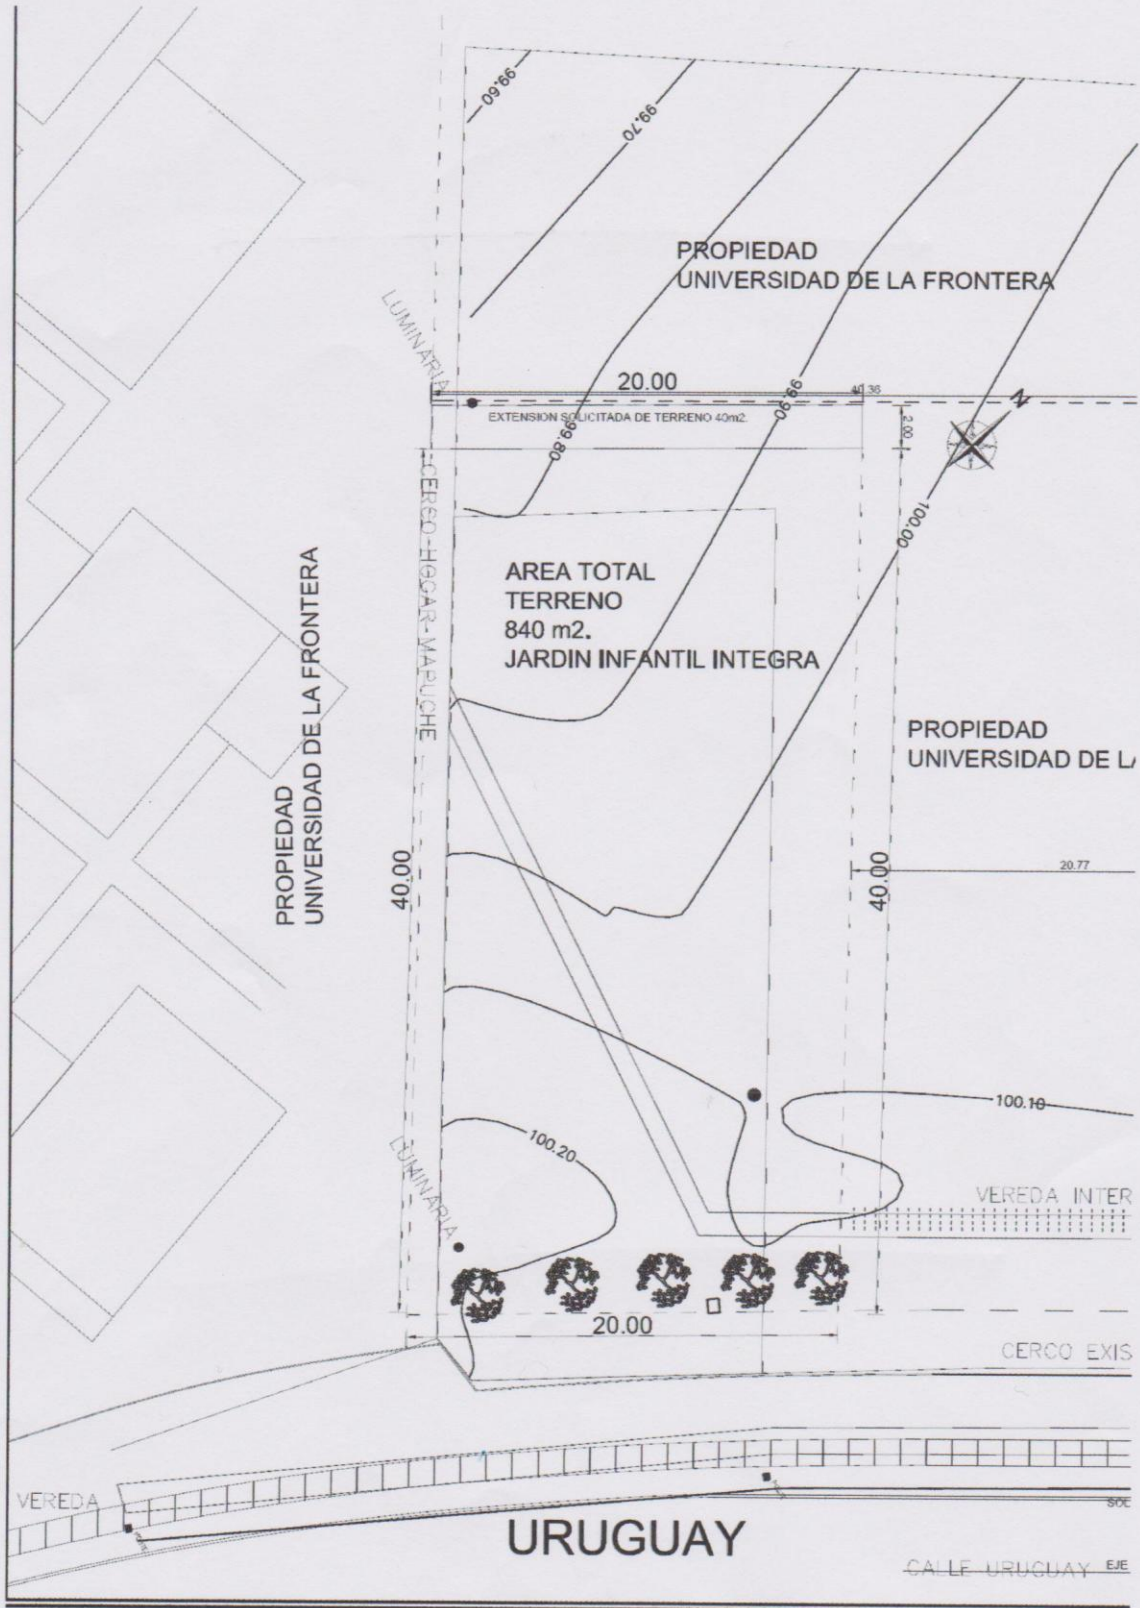 99.60
99.70
PROPIEDAD
UNIVERSIDAD DE LA FRONTERA
LUMINARIA
20.00
40.36
EXTENSION SOLICITADA DE TERRENO 40m2.
99.80
99.90
2.00
N
100.00
CERCO HOGAR MAPUCHE
AREA TOTAL
TERRENO
840 m2.
JARDIN INFANTIL INTEGRA
PROPIEDAD
UNIVERSIDAD DE LA FRONTERA
PROPIEDAD
UNIVERSIDAD DE LA
40.00
40.00
20.77
100.10
100.20
LUMINARIA
VEREDA INTER
20.00
CERCO EXIS
VEREDA
SOL
URUGUAY
CALLE URUGUAY EJE